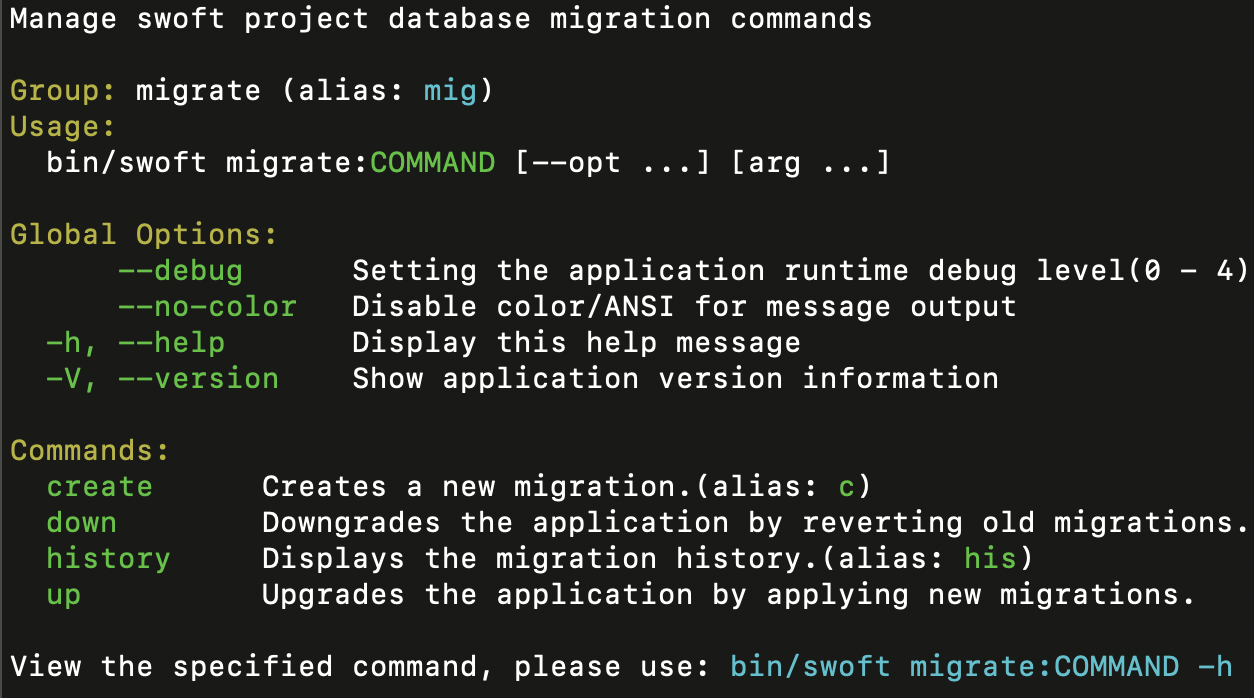 Manage swoft project database migration commands
Group: migrate (alias: mig)
Usage:
  bin/swoft migrate:COMMAND [--opt ...] [arg ...]
Global Options:
      --debug      Setting the application runtime debug level(0 - 4)
      --no-color   Disable color/ANSI for message output
  -h, --help       Display this help message
  -V, --version    Show application version information
Commands:
  create      Creates a new migration.(alias: c)
  down        Downgrades the application by reverting old migrations.
  history     Displays the migration history.(alias: his)
  up          Upgrades the application by applying new migrations.
View the specified command, please use: bin/swoft migrate:COMMAND -h